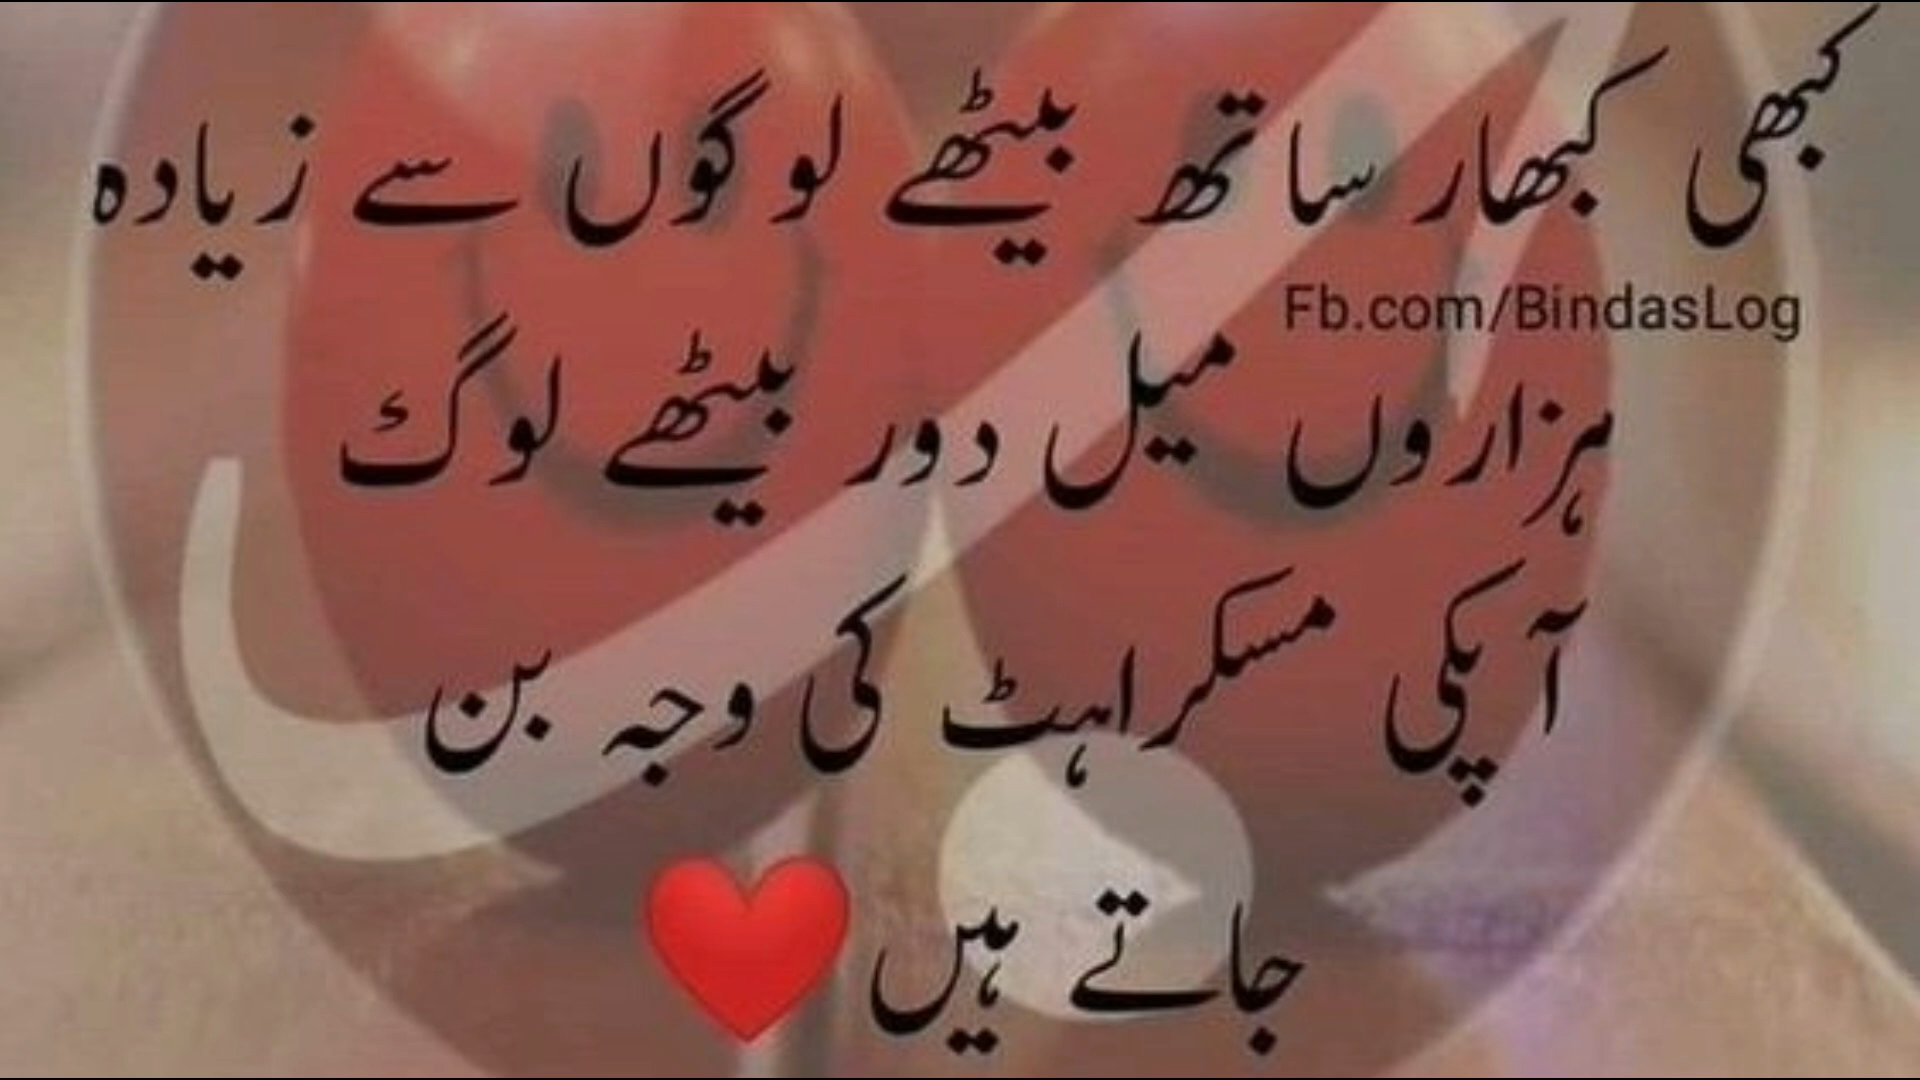 کبھی کبھار ساتھ بیٹھے لوگوں سے زیادہ
Fb.com/BindasLog
ہزاروں میل دور بیٹھے لوگ
آپکی مسکراہٹ کی وجہ بن
جاتے ہیں❤️